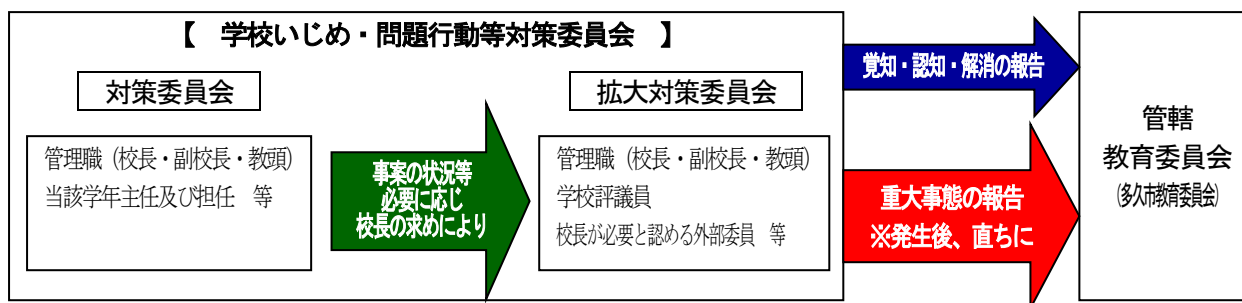 【　学校いじめ・問題行動等対策委員会　】
対策委員会
管理職（校長・副校長・教頭）
当該学年主任及び担任　等
事案の状況等
必要に応じ
校長の求めにより
拡大対策委員会
管理職（校長・副校長・教頭）
学校評議員
校長が必要と認める外部委員　等
覚知・認知・解消の報告
重大事態の報告
※発生後、直ちに
管轄
教育委員会
(多久市教育委員会)